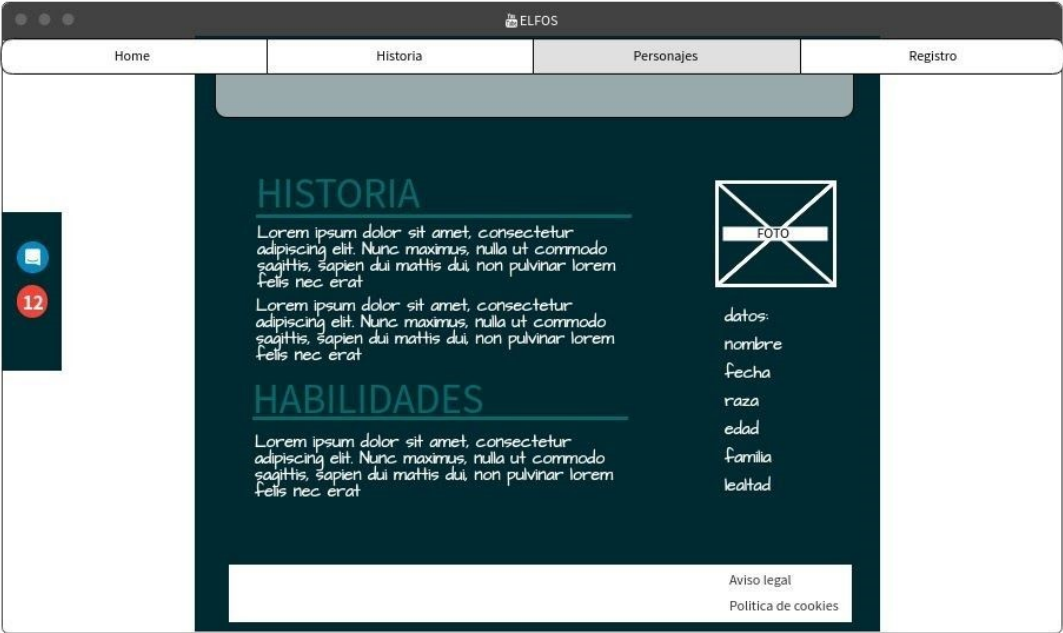 You Tube ELFOS
Home Historia Personajes Registro
HISTORIA
Lorem ipsum dolor sit amet, consectetur
adipiscing elit. Nunc maximus, nulla ut commodo
sagittis, sapien dui mattis dui, non pulvinar lorem
felis nec erat
Lorem ipsum dolor sit amet, consectetur
adipiscing elit. Nunc maximus, nulla ut commodo
sagittis, sapien dui mattis dui, non pulvinar lorem
felis nec erat
HABILIDADES
Lorem ipsum dolor sit amet, consectetur
adipiscing elit. Nunc maximus, nulla ut commodo
sagittis, sapien dui mattis dui, non pulvinar lorem
felis nec erat
FOTO
datos:
nombre
fecha
raza
edad
familia
lealtad
12
Aviso legal
Politica de cookies